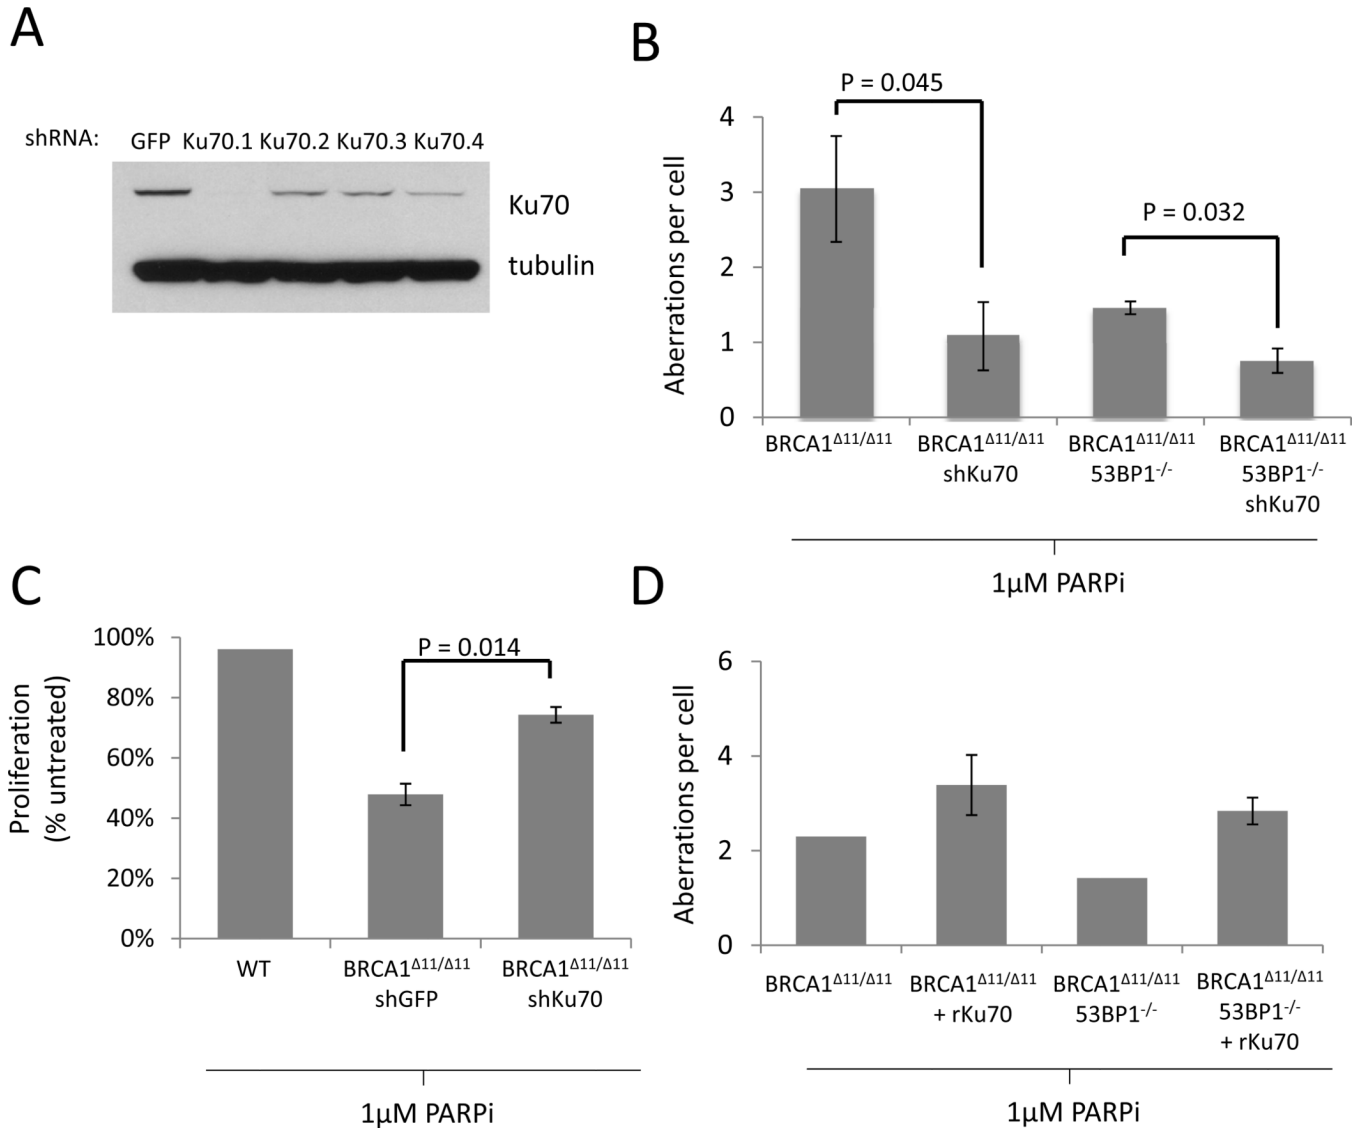 A
shRNA: GFP Ku70.1 Ku70.2 Ku70.3 Ku70.4
Ku70
tubulin
B
P = 0.045
P = 0.032
Aberrations per cell
4
3
2
1
0
BRCA1Δ11/Δ11
BRCA1Δ11/Δ11
shKu70
BRCA1Δ11/Δ11
53BP1-/-
BRCA1Δ11/Δ11
53BP1-/-
shKu70
1μM PARPi
C
P = 0.014
Proliferation
(% untreated)
100%
80%
60%
40%
20%
0%
WT
BRCA1Δ11/Δ11
shGFP
BRCA1Δ11/Δ11
shKu70
1μM PARPi
D
Aberrations per cell
6
4
2
0
BRCA1Δ11/Δ11
BRCA1Δ11/Δ11
+ rKu70
BRCA1Δ11/Δ11
53BP1-/-
BRCA1Δ11/Δ11
53BP1-/-
+ rKu70
1μM PARPi